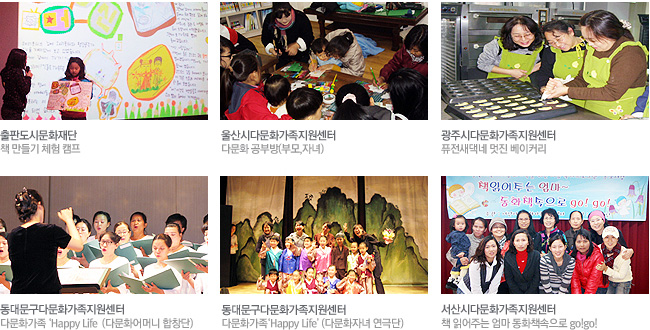 출판도시문화재단
책 만들기 체험 캠프
울산시다문화가족지원센터
다문화 공부방(부모,자녀)
광주시다문화가족지원센터
퓨전새댁네 멋진 베이커리
책읽어주는 엄마~
동화책속으로 go! go!
동대문구다문화가족지원센터
다문화가족 'Happy Life (다문화어머니 합창단)
동대문구다문화가족지원센터
다문화가족'Happy Life' (다문화자녀 연극단)
서산시다문화가족지원센터
책 읽어주는 엄마 동화책속으로 go!go!